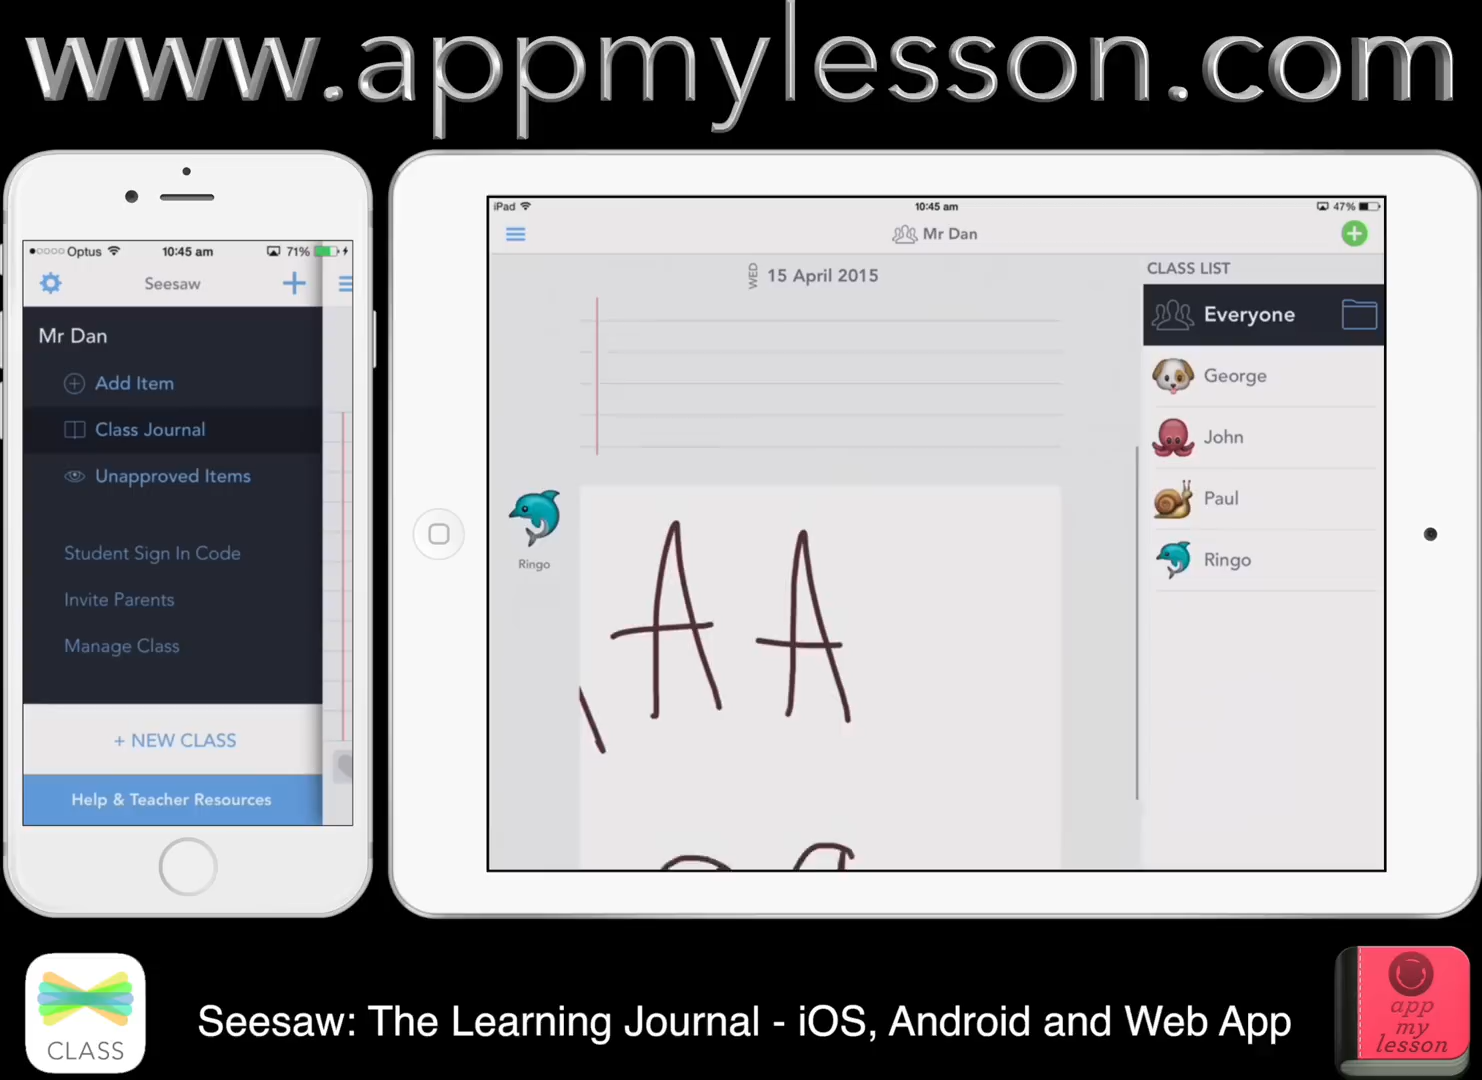 www.appmylesson.com
Optus 10:45 am 71%
Seesaw
Mr Dan
Add Item
Class Journal
Unapproved Items
Student Sign In Code
Invite Parents
Manage Class
+ NEW CLASS
Help & Teacher Resources
iPad 10:45 am 47%
Mr Dan
WED 15 April 2015
Ringo
A A
CLASS LIST
Everyone
George
John
Paul
Ringo
CLASS
Seesaw: The Learning Journal - iOS, Android and Web App
app
my
lesson